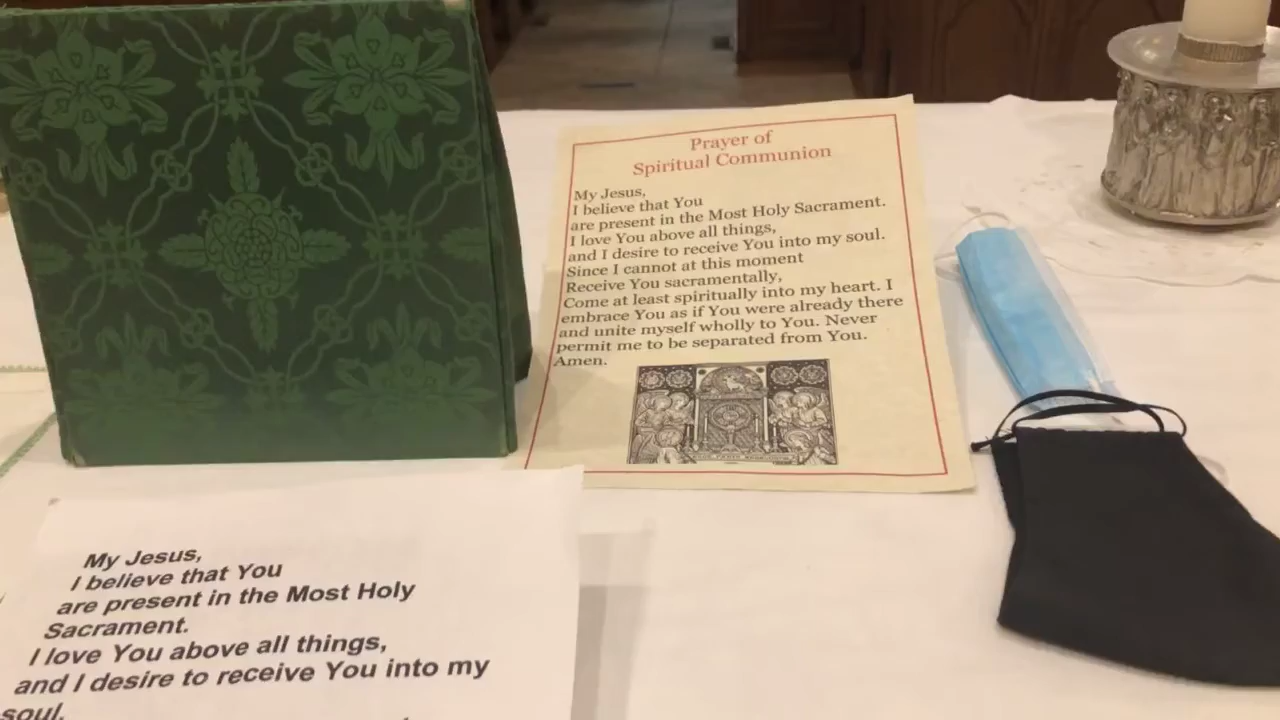 Prayer of
Spiritual Communion
My Jesus,
I believe that You
are present in the Most Holy Sacrament.
I love You above all things,
and I desire to receive You into my soul.
Since I cannot at this moment
Receive You sacramentally,
Come at least spiritually into my heart. I
embrace You as if You were already there
and unite myself wholly to You. Never
permit me to be separated from You.
Amen.
My Jesus,
I believe that You
are present in the Most Holy
Sacrament.
I love You above all things,
and I desire to receive You into my
soul.